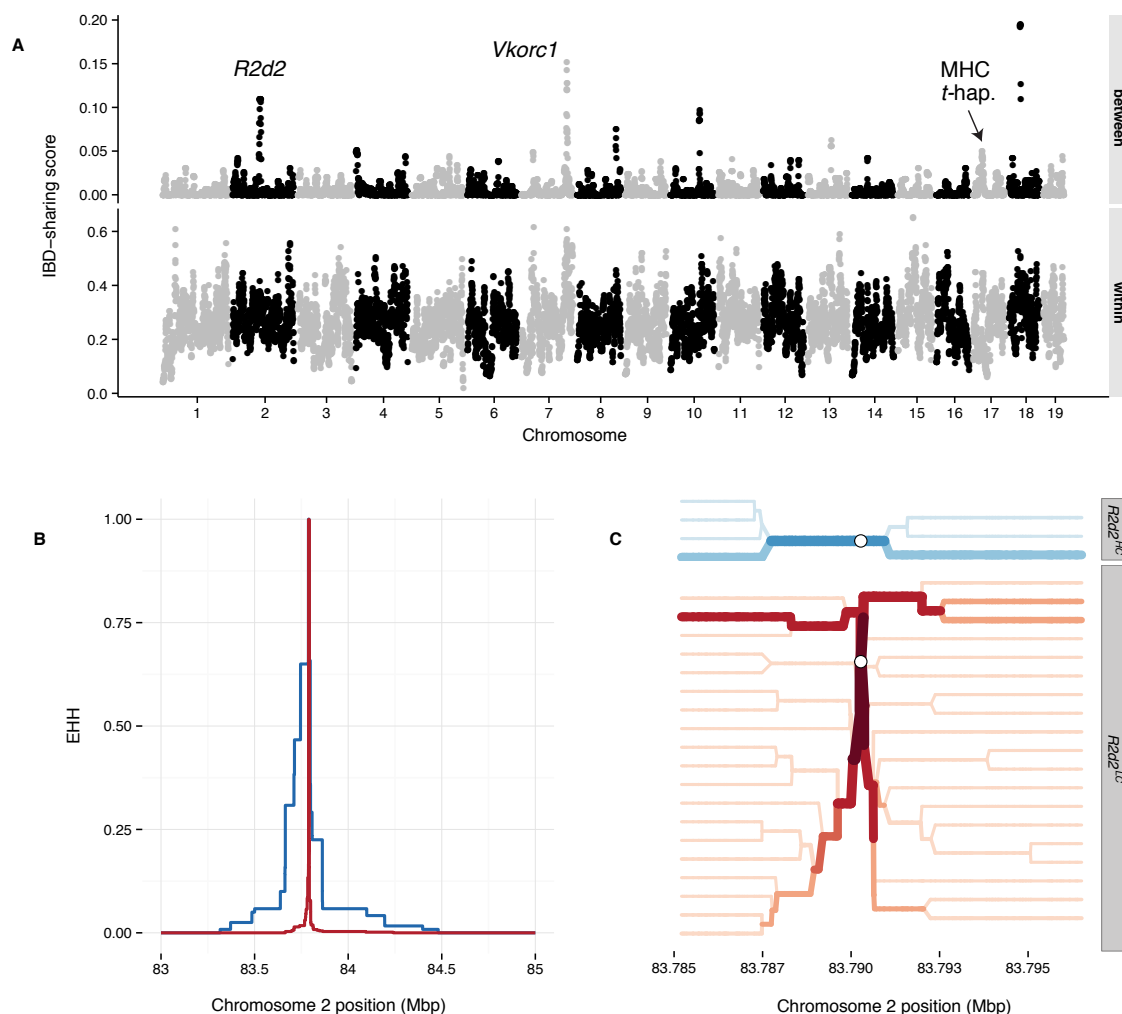 A
0.20
0.15
0.10
0.05
0.00
R2d2
Vkorc1
MHC
t-hap.
between
IBD−sharing score
0.6
0.4
0.2
0.0
within
1 2 3 4 5 6 7 8 9 10 11 12 13 14 15 16 17 18 19
Chromosome
B
1.00
0.75
0.50
0.25
0.00
EHH
83 83.5 84 84.5 85
Chromosome 2 position (Mbp)
C
R2d2HC
R2d2LC
83.785 83.787 83.790 83.793 83.795
Chromosome 2 position (Mbp)